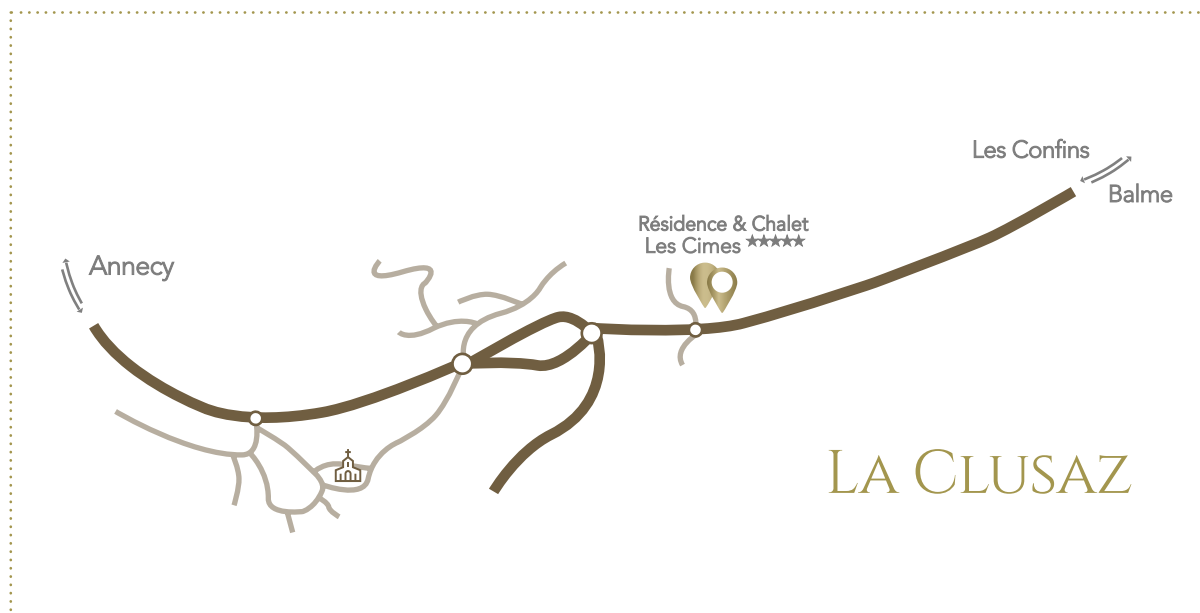 Les Confins
Balme
Résidence & Chalet
Les Cimes ★★★★★
Annecy
LA CLUSAZ